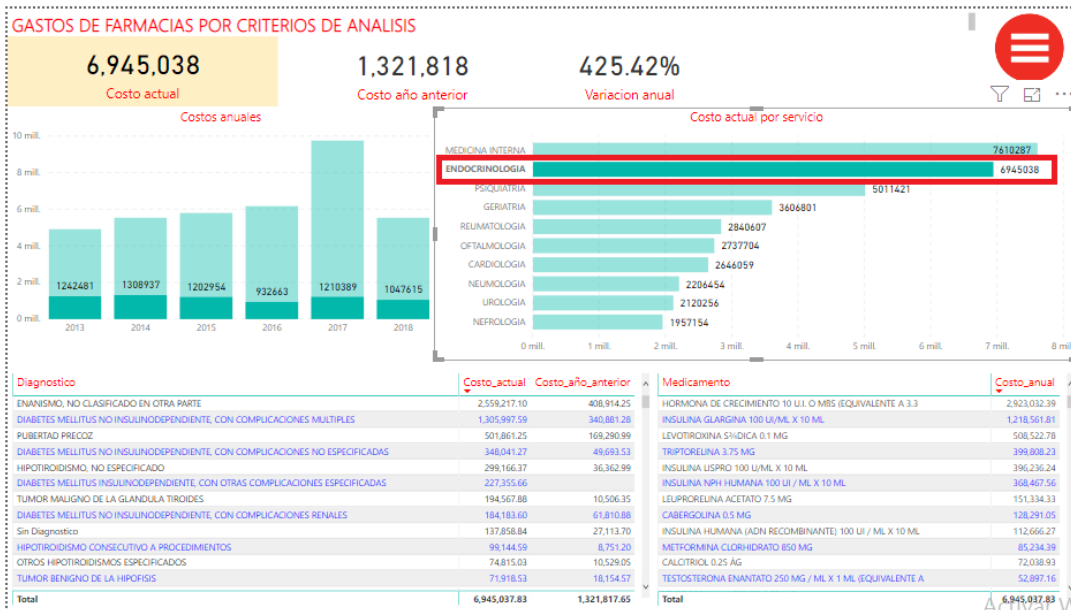 GASTOS DE FARMACIAS POR CRITERIOS DE ANALISIS
6,945,038
Costo actual
1,321,818
Costo año anterior
425.42%
Variacion anual
Costos anuales
10 mill.
8 mill.
6 mill.
4 mill.
2 mill.
0 mill.
1242481 1308937 1202954 932663 1210389 1047615
2013 2014 2015 2016 2017 2018
Costo actual por servicio
MEDICINA INTERNA 7610287
ENDOCRINOLOGIA 6945038
PSIQUIATRIA 5011421
GERIATRIA 3606801
REUMATOLOGIA 2840607
OFTALMOLOGIA 2737704
CARDIOLOGIA 2646059
NEUMOLOGIA 2206454
UROLOGIA 2120256
NEFROLOGIA 1957154
0 mill. 1 mill. 2 mill. 3 mill. 4 mill. 5 mill. 6 mill. 7 mill. 8 mill
Diagnostico Costo_actual Costo_año_anterior
ENANISMO, NO CLASIFICADO EN OTRA PARTE 2,559,217.10 408,914.25
DIABETES MELLITUS NO INSULINODEPENDIENTE, CON COMPLICACIONES MULTIPLES 1,305,997.59 340,881.28
PUBERTAD PRECOZ 501,861.25 169,290.99
DIABETES MELLITUS NO INSULINODEPENDIENTE, CON COMPLICACIONES NO ESPECIFICADAS 348,041.27 49,693.53
HIPOTIROIDISMO, NO ESPECIFICADO 299,166.37 36,362.99
DIABETES MELLITUS INSULINODEPENDIENTE, CON OTRAS COMPLICACIONES ESPECIFICADAS 227,355.66
TUMOR MALIGNO DE LA GLANDULA TIROIDES 194,567.88 10,506.35
DIABETES MELLITUS NO INSULINODEPENDIENTE, CON COMPLICACIONES RENALES 184,183.60 61,810.88
Sin Diagnostico 137,858.84 27,113.70
HIPOTIROIDISMO CONSECUTIVO A PROCEDIMIENTOS 99,144.59 8,751.20
OTROS HIPOTIROIDISMOS ESPECIFICADOS 74,815.03 10,529.05
TUMOR BENIGNO DE LA HIPOFISIS 71,918.53 18,154.57
Total 6,945,037.83 1,321,817.65
Medicamento Costo_anual
HORMONA DE CRECIMIENTO 10 U.I. O MBS (EQUIVALENTE A 3.3 2,923,032.39
INSULINA GLARGINA 100 UI/ML X 10 ML 1,218,561.81
LEVOTIROXINA S¾DICA 0.1 MG 508,522.78
TRIPTORELINA 3.75 MG 399,808.23
INSULINA LISPRO 100 U/ML X 10 ML 396,236.24
INSULINA NPH HUMANA 100 UI / ML X 10 ML 368,467.56
LEUPRORELINA ACETATO 7.5 MG 151,334.33
CABERGOLINA 0.5 MG 128,291.05
INSULINA HUMANA (ADN RECOMBINANTE) 100 UI / ML X 10 ML 112,666.27
METFORMINA CLORHIDRATO 850 MG 85,234.39
CALCITRIOL 0.25 ÁG 72,038.93
TESTOSTERONA ENANTATO 250 MG / ML X 1 ML (EQUIVALENTE A 52,897.16
Total 6,945,037.83